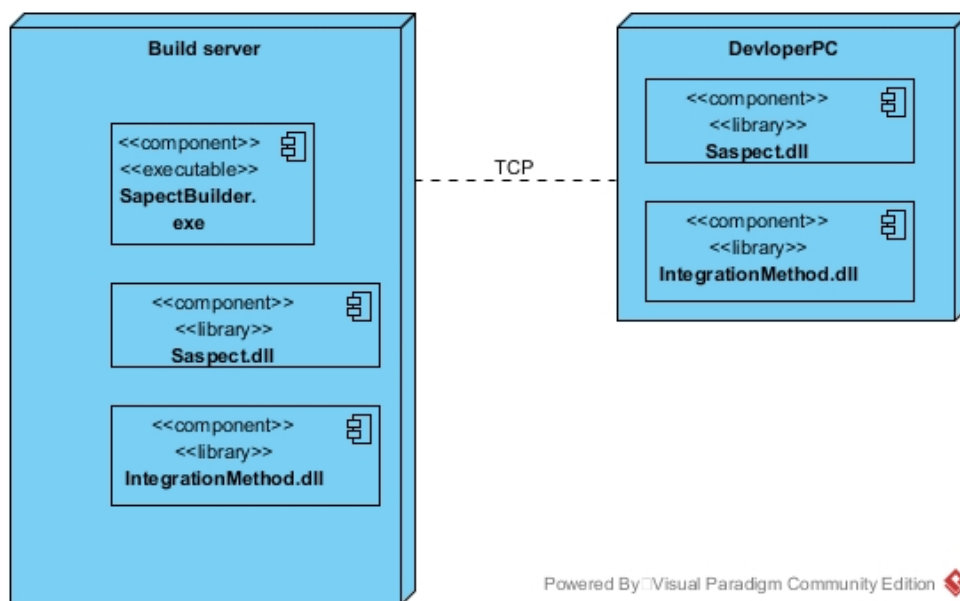 Build server
<<component>>
<<executable>>
SapectBuilder.
exe
<<component>>
<<library>>
Saspect.dll
<<component>>
<<library>>
IntegrationMethod.dll
TCP
DevloperPC
<<component>>
<<library>>
Saspect.dll
<<component>>
<<library>>
IntegrationMethod.dll
Powered By Visual Paradigm Community Edition